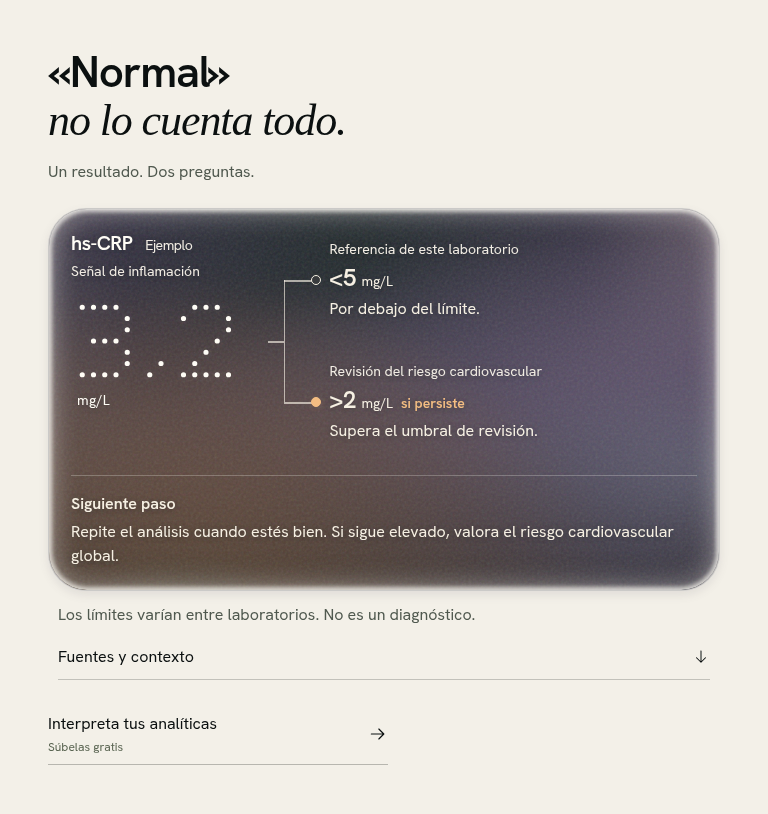 «Normal»
no lo cuenta todo.
Un resultado. Dos preguntas.
hs-CRP Ejemplo
Señal de inflamación
3.2
mg/L
Referencia de este laboratorio
<5 mg/L
Por debajo del límite.
Revisión del riesgo cardiovascular
>2 mg/L si persiste
Supera el umbral de revisión.
Siguiente paso
Repite el análisis cuando estés bien. Si sigue elevado, valora el riesgo cardiovascular
global.
Los límites varían entre laboratorios. No es un diagnóstico.
Fuentes y contexto
Interpreta tus analíticas
Súbelas gratis